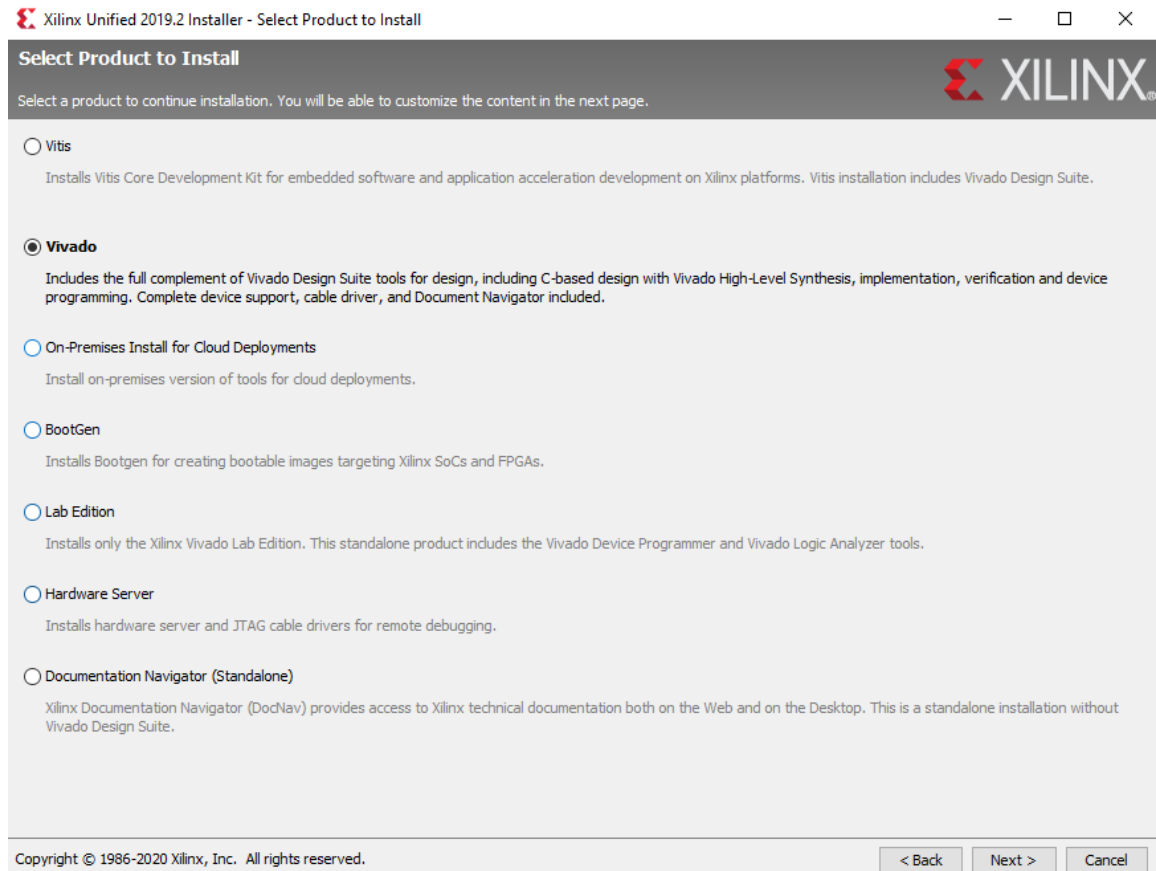 Xilinx Unified 2019.2 Installer - Select Product to Install
Select Product to Install
XILINX®
Select a product to continue installation. You will be able to customize the content in the next page.
Vitis
Installs Vitis Core Development Kit for embedded software and application acceleration development on Xilinx platforms. Vitis installation includes Vivado Design Suite.
Vivado
Includes the full complement of Vivado Design Suite tools for design, including C-based design with Vivado High-Level Synthesis, implementation, verification and device
programming. Complete device support, cable driver, and Document Navigator included.
On-Premises Install for Cloud Deployments
Install on-premises version of tools for cloud deployments.
BootGen
Installs Bootgen for creating bootable images targeting Xilinx SoCs and FPGAs.
Lab Edition
Installs only the Xilinx Vivado Lab Edition. This standalone product includes the Vivado Device Programmer and Vivado Logic Analyzer tools.
Hardware Server
Installs hardware server and JTAG cable drivers for remote debugging.
Documentation Navigator (Standalone)
Xilinx Documentation Navigator (DocNav) provides access to Xilinx technical documentation both on the Web and on the Desktop. This is a standalone installation without
Vivado Design Suite.
Copyright © 1986-2020 Xilinx, Inc. All rights reserved.
< Back Next > Cancel